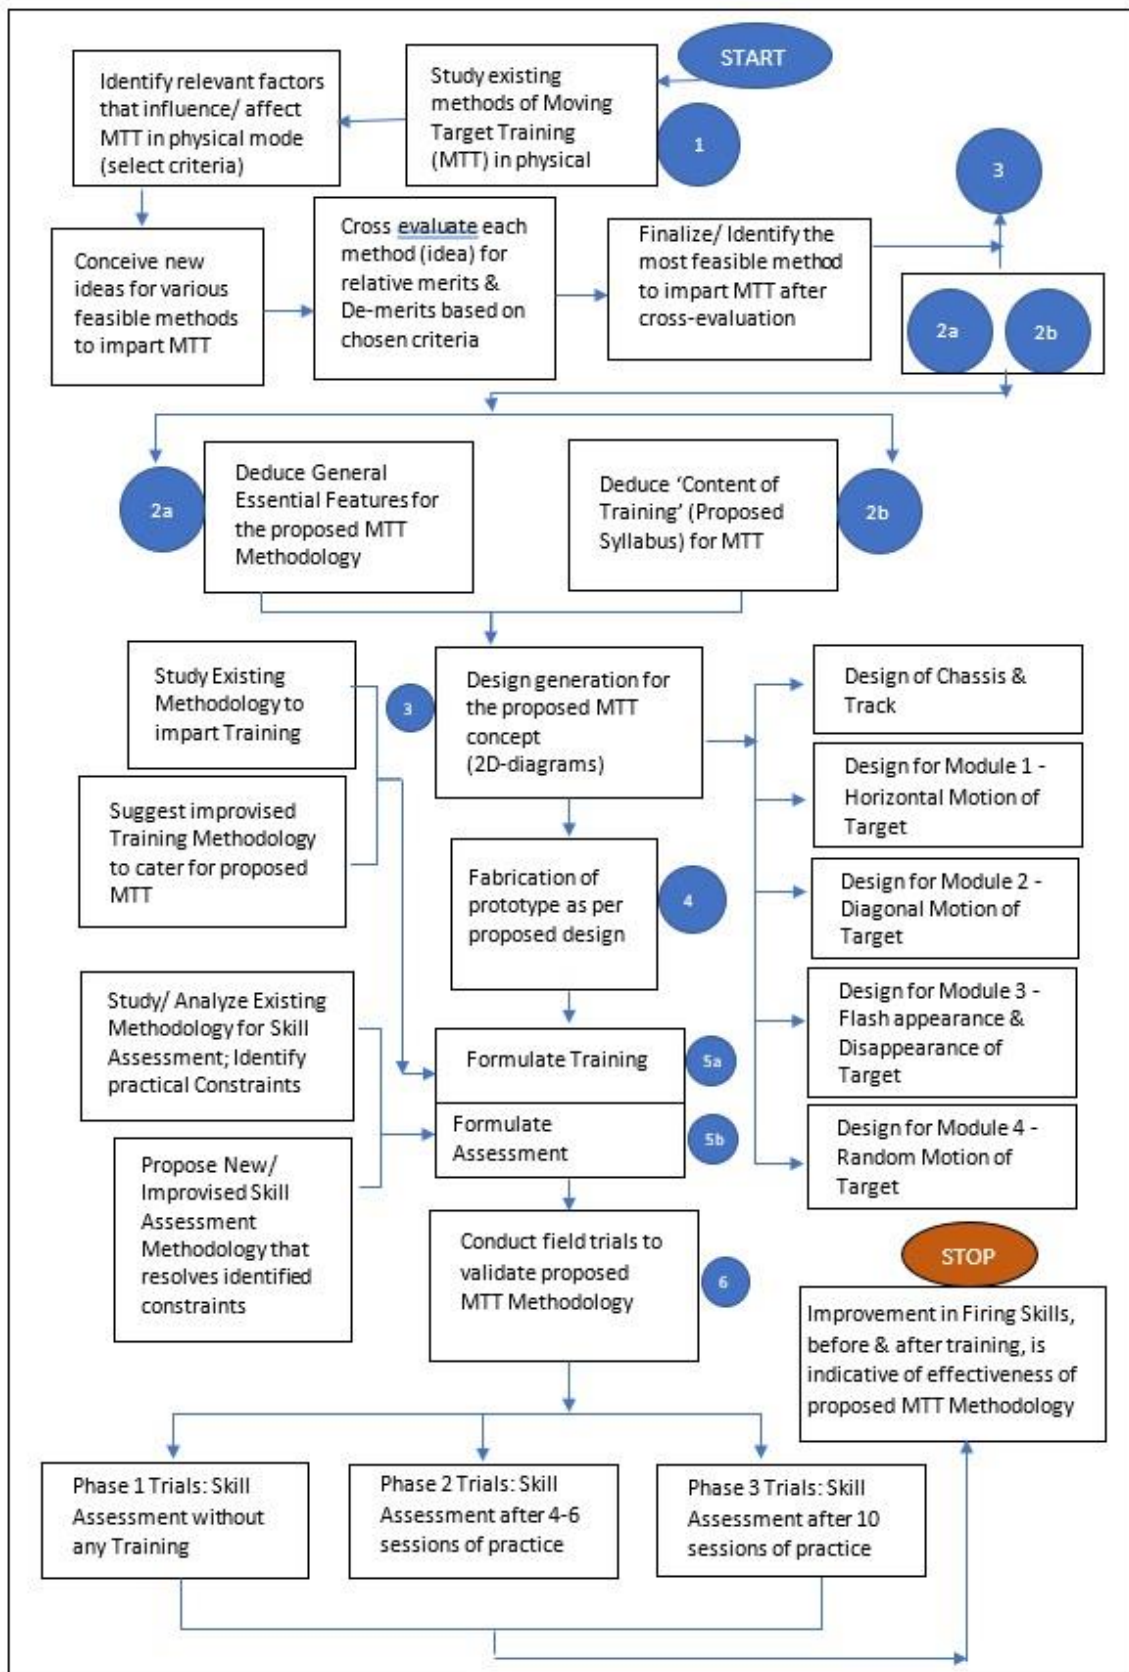 START
Study existing
methods of Moving
Target Training
(MTT) in physical
1
Identify relevant factors
that influence/ affect
MTT in physical mode
(select criteria)
Conceive new
ideas for various
feasible methods
to impart MTT
Cross evaluate each
method (idea) for
relative merits &
De-merits based on
chosen criteria
Finalize/ Identify the
most feasible method
to impart MTT after
cross-evaluation
3
2a
2b
2a
Deduce General
Essential Features for
the proposed MTT
Methodology
Deduce ‘Content of
Training’ (Proposed
Syllabus) for MTT
2b
Study Existing
Methodology to
impart Training
3
Design generation for
the proposed MTT
concept
(2D-diagrams)
Design of Chassis &
Track
Design for Module 1 -
Horizontal Motion of
Target
Suggest improvised
Training Methodology
to cater for proposed
MTT
Fabrication of
prototype as per
proposed design
4
Design for Module 2 -
Diagonal Motion of
Target
Study/ Analyze Existing
Methodology for Skill
Assessment; Identify
practical Constraints
Design for Module 3 -
Flash appearance &
Disappearance of
Target
Formulate Training
5a
Formulate
Assessment
5b
Design for Module 4 -
Random Motion of
Target
Propose New/
Improvised Skill
Assessment
Methodology that
resolves identified
constraints
Conduct field trials to
validate proposed
MTT Methodology
6
STOP
Improvement in Firing Skills,
before & after training, is
indicative of effectiveness of
proposed MTT Methodology
Phase 1 Trials: Skill
Assessment without
any Training
Phase 2 Trials: Skill
Assessment after 4-6
sessions of practice
Phase 3 Trials: Skill
Assessment after 10
sessions of practice